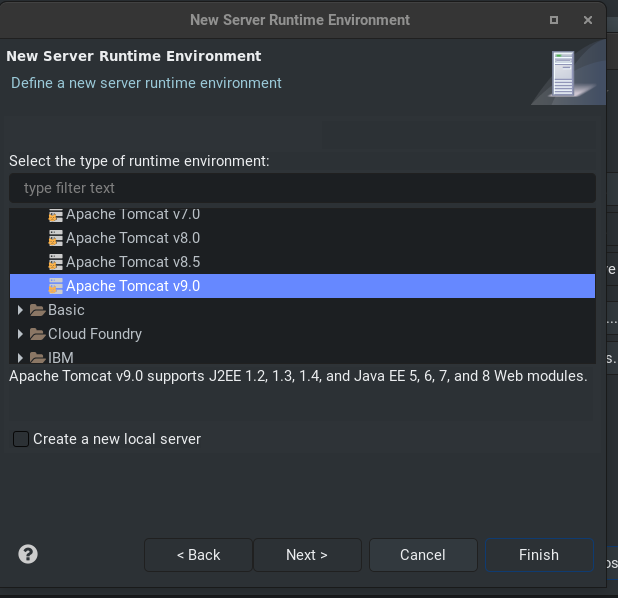 New Server Runtime Environment
New Server Runtime Environment
Define a new server runtime environment
Select the type of runtime environment:
type filter text
Apache Tomcat v7.0
Apache Tomcat v8.0
Apache Tomcat v8.5
Apache Tomcat v9.0
Basic
Cloud Foundry
IBM
Apache Tomcat v9.0 supports J2EE 1.2, 1.3, 1.4, and Java EE 5, 6, 7, and 8 Web modules.
Create a new local server
? < Back Next > Cancel Finish